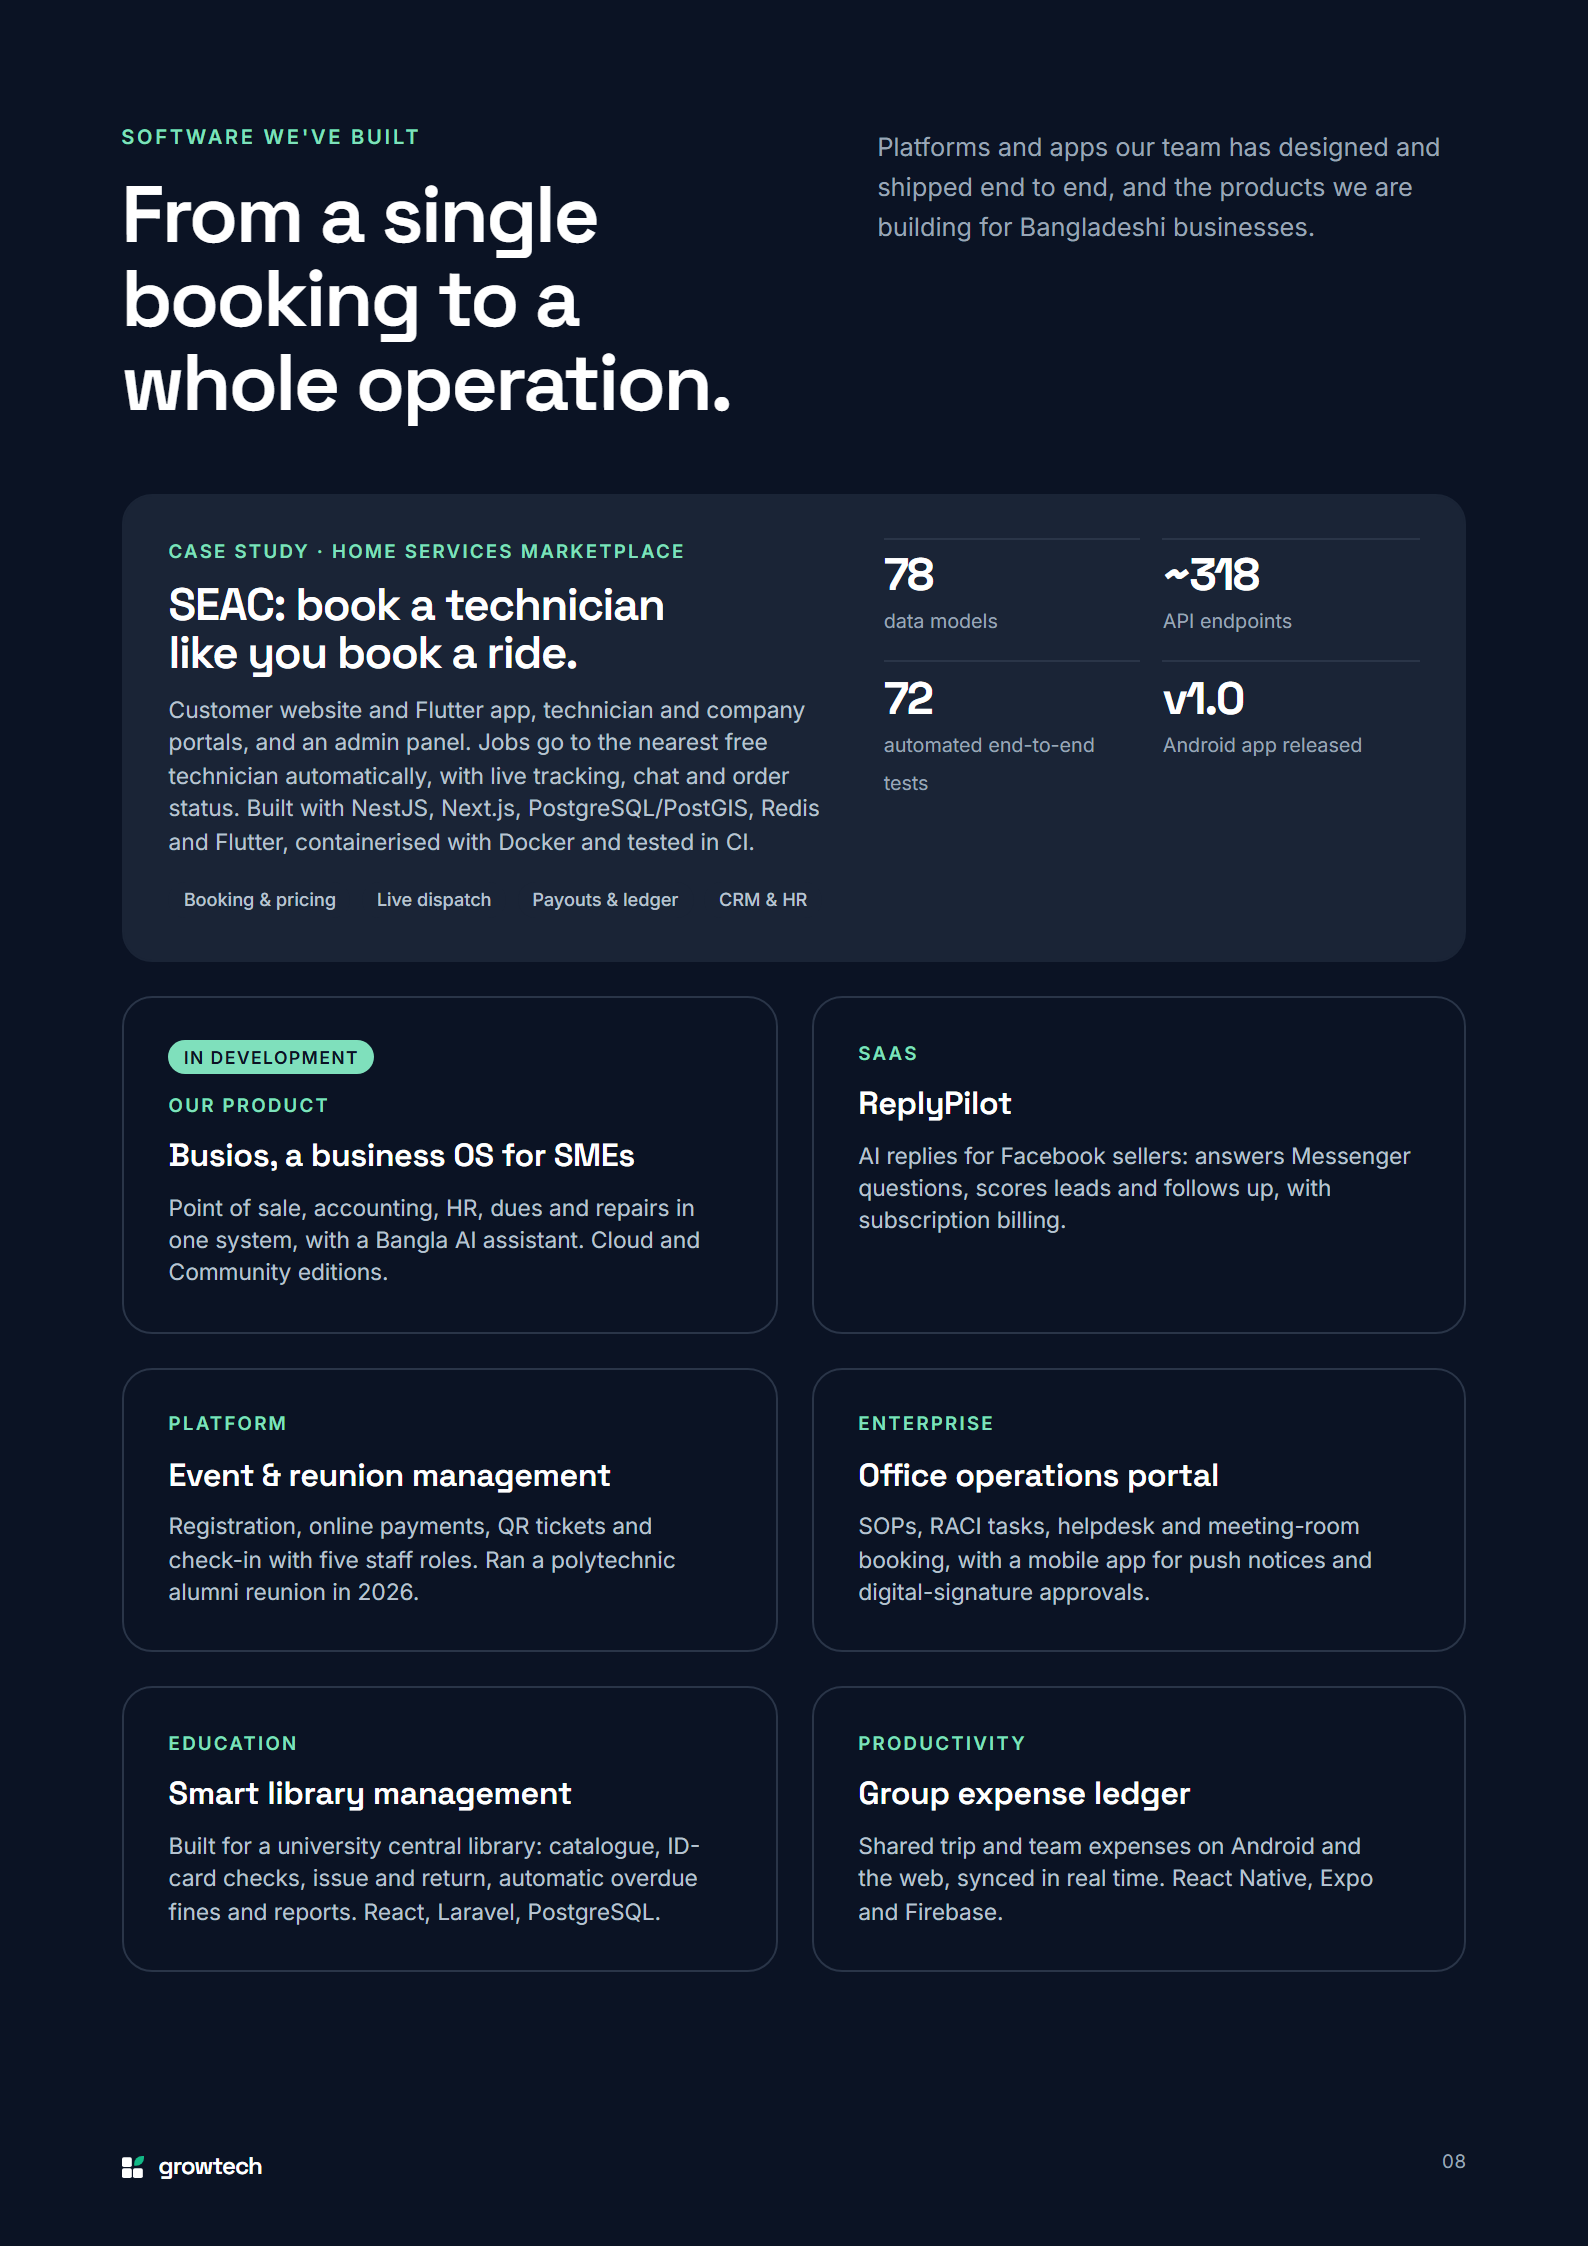 SOFTWARE WE'VE BUILT
From a single
booking to a
whole operation.
Platforms and apps our team has designed and
shipped end to end, and the products we are
building for Bangladeshi businesses.
CASE STUDY · HOME SERVICES MARKETPLACE
SEAC: book a technician
like you book a ride.
Customer website and Flutter app, technician and company
portals, and an admin panel. Jobs go to the nearest free
technician automatically, with live tracking, chat and order
status. Built with NestJS, Next.js, PostgreSQL/PostGIS, Redis
and Flutter, containerised with Docker and tested in CI.
Booking & pricing Live dispatch Payouts & ledger CRM & HR
78
data models
~318
API endpoints
72
automated end-to-end
tests
v1.0
Android app released
IN DEVELOPMENT
OUR PRODUCT
Busios, a business OS for SMEs
Point of sale, accounting, HR, dues and repairs in
one system, with a Bangla AI assistant. Cloud and
Community editions.
SAAS
ReplyPilot
AI replies for Facebook sellers: answers Messenger
questions, scores leads and follows up, with
subscription billing.
PLATFORM
Event & reunion management
Registration, online payments, QR tickets and
check-in with five staff roles. Ran a polytechnic
alumni reunion in 2026.
ENTERPRISE
Office operations portal
SOPs, RACI tasks, helpdesk and meeting-room
booking, with a mobile app for push notices and
digital-signature approvals.
EDUCATION
Smart library management
Built for a university central library: catalogue, ID-
card checks, issue and return, automatic overdue
fines and reports. React, Laravel, PostgreSQL.
PRODUCTIVITY
Group expense ledger
Shared trip and team expenses on Android and
the web, synced in real time. React Native, Expo
and Firebase.
growtech
08